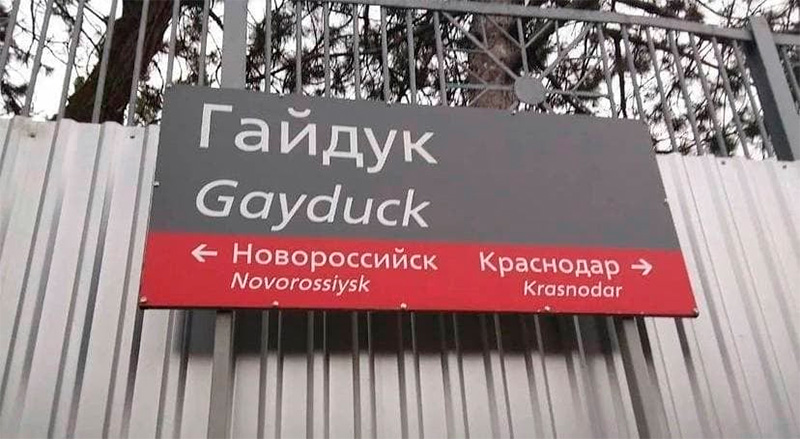 Гайдук
Gayduck
← Новороссийск Краснодар →
Novorossiysk Krasnodar